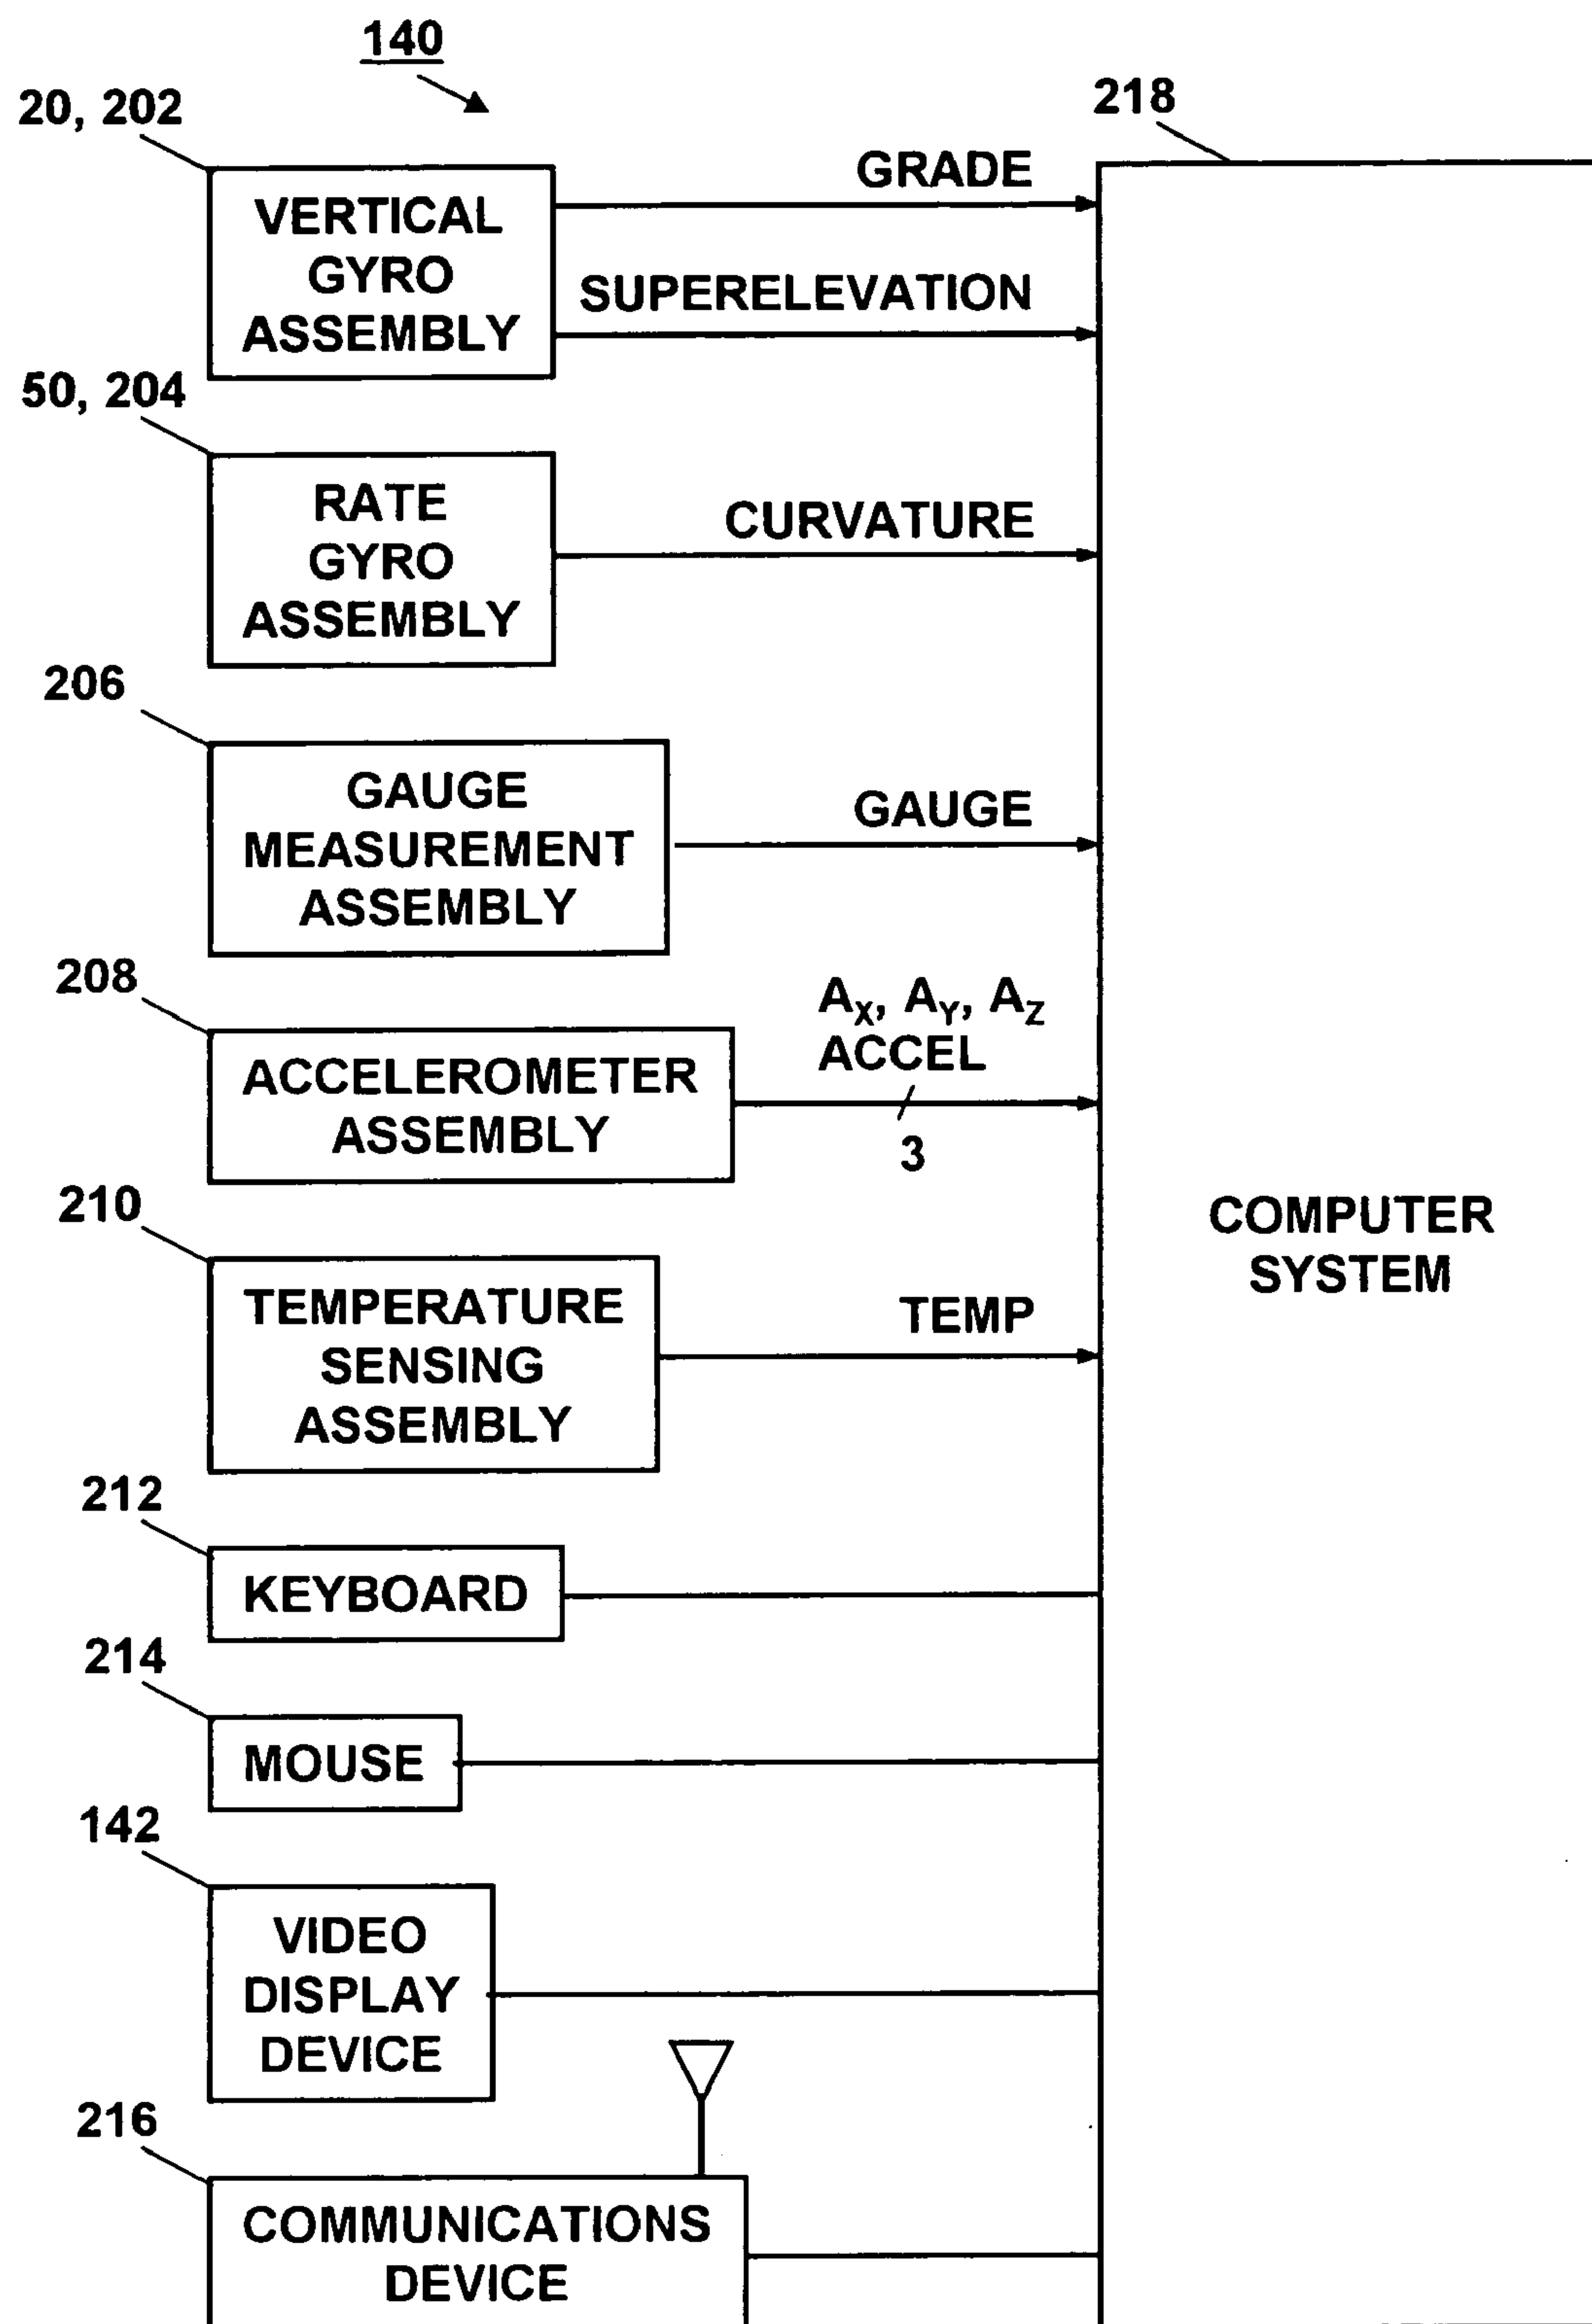 140
20, 202
218
VERTICAL
GYRO
ASSEMBLY
GRADE
SUPERELEVATION
50, 204
RATE
GYRO
ASSEMBLY
CURVATURE
206
GAUGE
MEASUREMENT
ASSEMBLY
GAUGE
208
ACCELEROMETER
ASSEMBLY
AX, AY, AZ
ACCEL
3
210
TEMPERATURE
SENSING
ASSEMBLY
TEMP
COMPUTER
SYSTEM
212
KEYBOARD
214
MOUSE
142
VIDEO
DISPLAY
DEVICE
216
COMMUNICATIONS
DEVICE